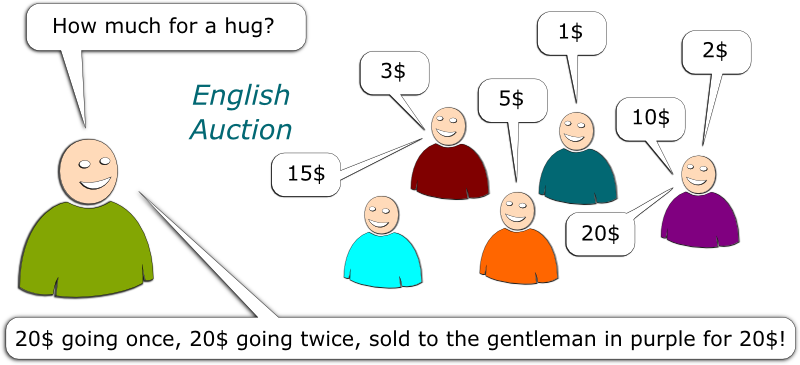 How much for a hug?
English
Auction
1$
2$
3$
5$
10$
15$
20$
20$ going once, 20$ going twice, sold to the gentleman in purple for 20$!